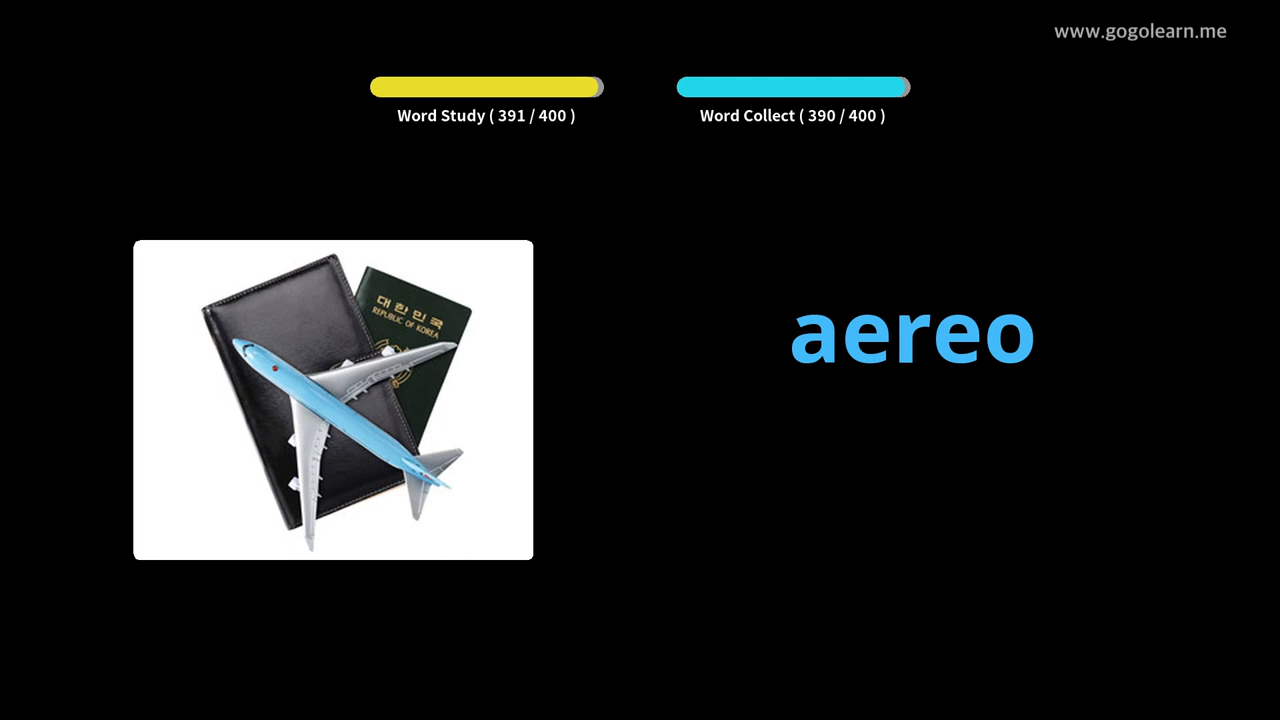 www.gogolearn.me
Word Study ( 391 / 400 )
Word Collect ( 390 / 400 )
대한민국
REPUBLIC OF KOREA
aereo